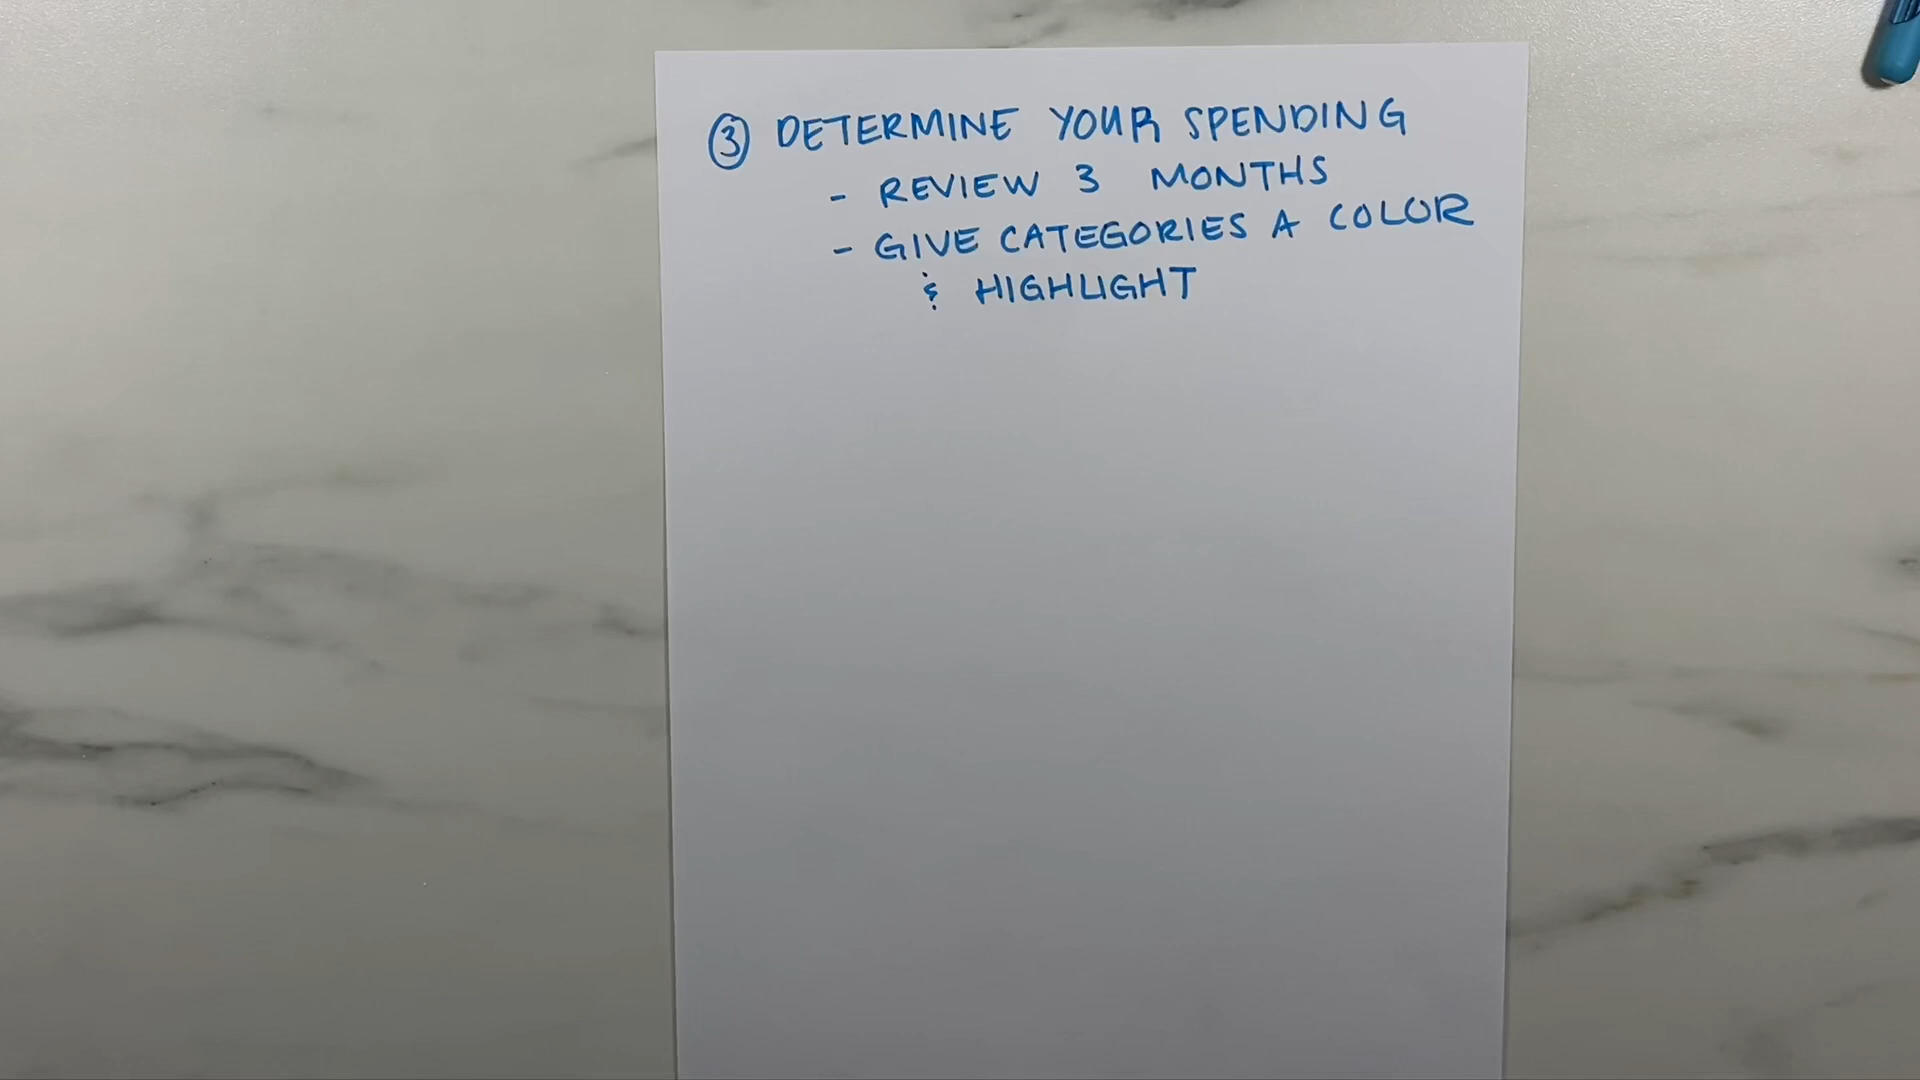 ③ DETERMINE YOUR SPENDING
- REVIEW 3 MONTHS
- GIVE CATEGORIES A COLOR
& HIGHLIGHT